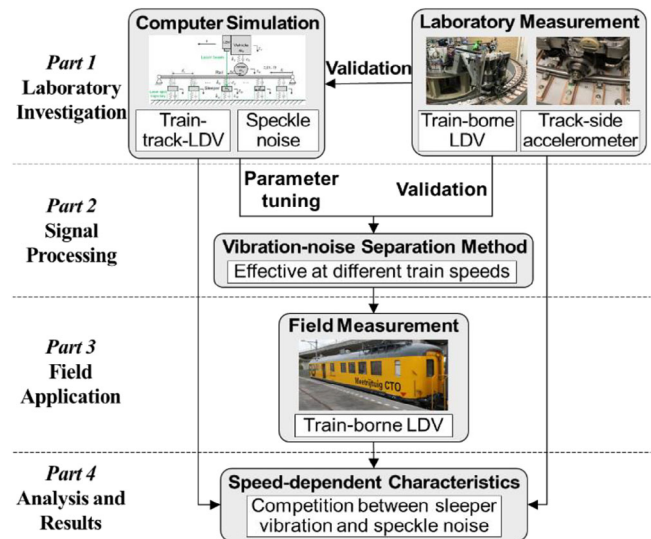 Computer Simulation
Laboratory Measurement
Part 1
Laboratory
Investigation
Validation
Train-
track-LDV
Speckle
noise
Train-borne
LDV
Track-side
accelerometer
Parameter
tuning
Validation
Part 2
Signal
Processing
Vibration-noise Separation Method
Effective at different train speeds
Part 3
Field
Application
Field Measurement
Meetrijtuig CTO
Train-borne LDV
Part 4
Analysis and
Results
Speed-dependent Characteristics
Competition between sleeper
vibration and speckle noise